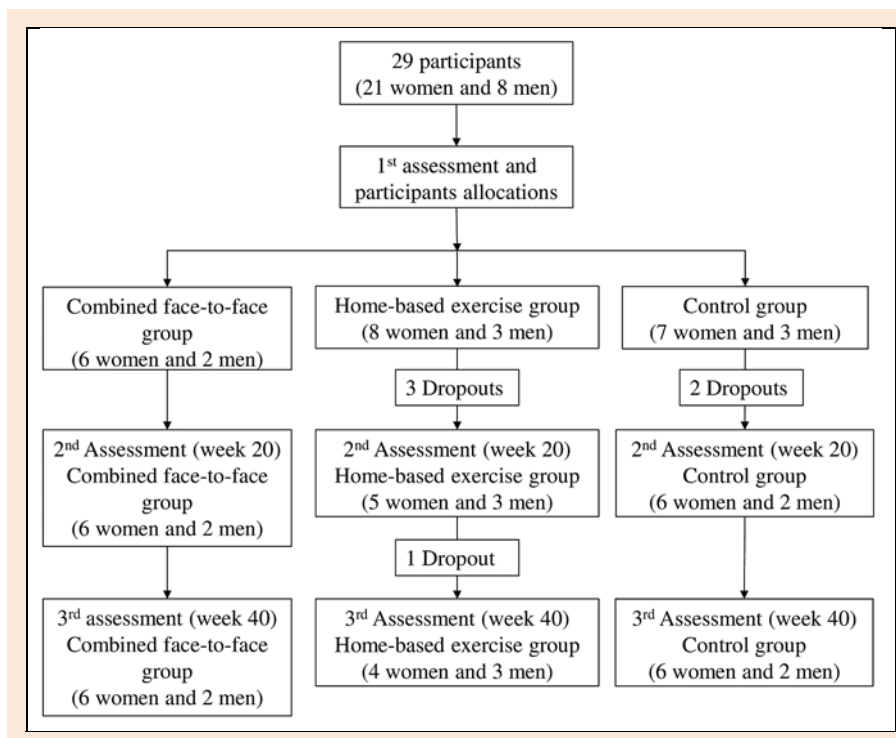 29 participants
(21 women and 8 men)
1st assessment and
participants allocations
Combined face-to-face
group
(6 women and 2 men)
Home-based exercise group
(8 women and 3 men)
Control group
(7 women and 3 men)
3 Dropouts
2 Dropouts
2nd Assessment (week 20)
Combined face-to-face
group
(6 women and 2 men)
2nd Assessment (week 20)
Home-based exercise group
(5 women and 3 men)
2nd Assessment (week 20)
Control group
(6 women and 2 men)
1 Dropout
3rd assessment (week 40)
Combined face-to-face
group
(6 women and 2 men)
3rd Assessment (week 40)
Home-based exercise group
(4 women and 3 men)
3rd Assessment (week 40)
Control group
(6 women and 2 men)